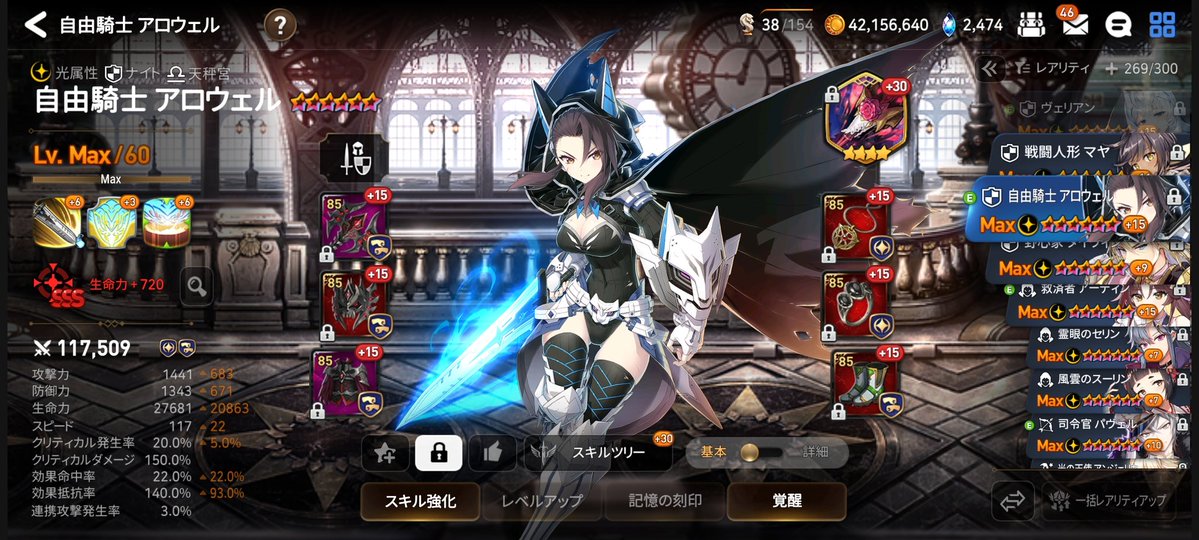 自由騎士 アロウェル
?
38/154
42,156,640
2,474
46
光属性 ナイト 天秤宮
自由騎士 アロウェル
Lv. Max/60
Max
+6
+3
+6
SSS
生命力+720
117,509
攻撃力 1441 683
防御力 1343 671
生命力 27681 20863
スピード 117 22
クリティカル発生率 20.0% 5.0%
クリティカルダメージ 150.0%
効果命中率 22.0% 22.0%
効果抵抗率 140.0% 93.0%
連携攻撃発生率 3.0%
85 +15
85 +15
85 +15
+30
85 +15
85 +15
85 +15
スキルツリー +30
基本 詳細
スキル強化
レベルアップ
記憶の刻印
覚醒
レアリティ
269/300
ヴェリアン
Max +15
戦闘人形 マヤ
E 自由騎士 アロウェル
Max +15
Max +9
E 救済者 アーディン
Max +15
霊眼のセリン
Max +7
風雲のスーリン
Max +7
E 司令官 パヴェル
Max +10
一括レアリティアップ